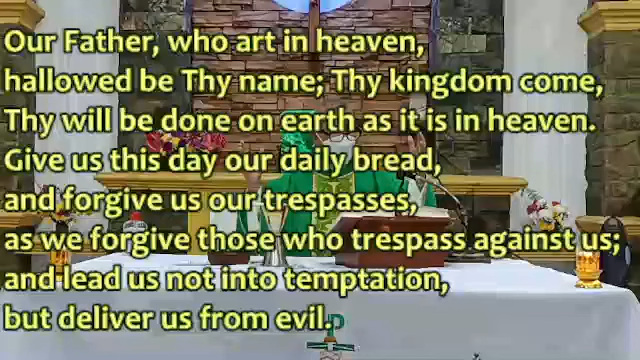 Our Father, who art in heaven,
hallowed be Thy name; Thy kingdom come,
Thy will be done on earth as it is in heaven.
Give us this day our daily bread,
and forgive us our trespasses,
as we forgive those who trespass against us;
and lead us not into temptation,
but deliver us from evil.